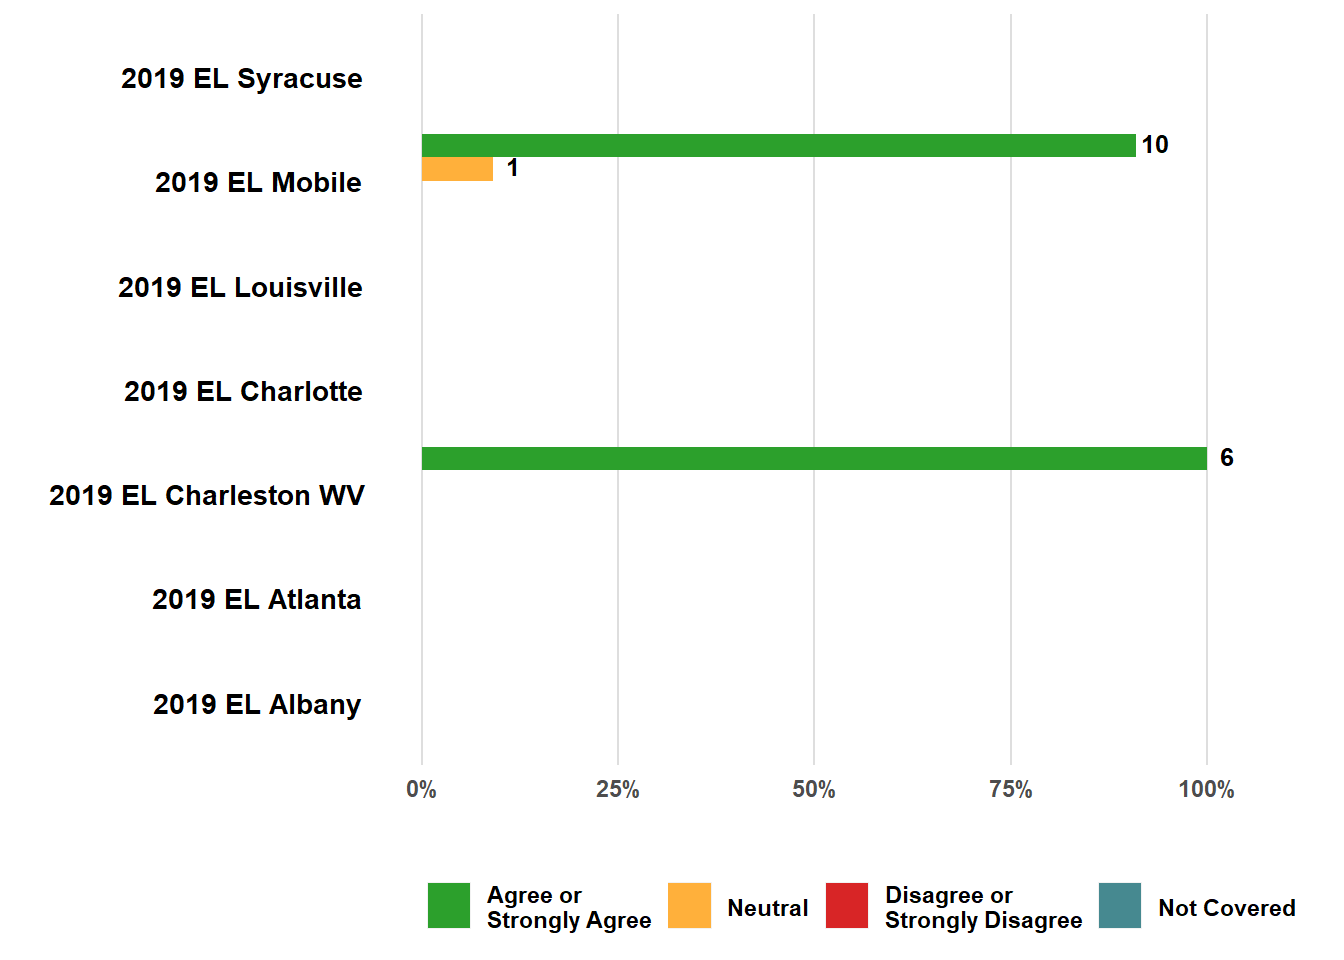 2019 EL Syracuse
10
1
2019 EL Mobile
2019 EL Louisville
2019 EL Charlotte
6
2019 EL Charleston WV
2019 EL Atlanta
2019 EL Albany
0% 25% 50% 75% 100%
Agree or
Strongly Agree
Neutral
Disagree or
Strongly Disagree
Not Covered